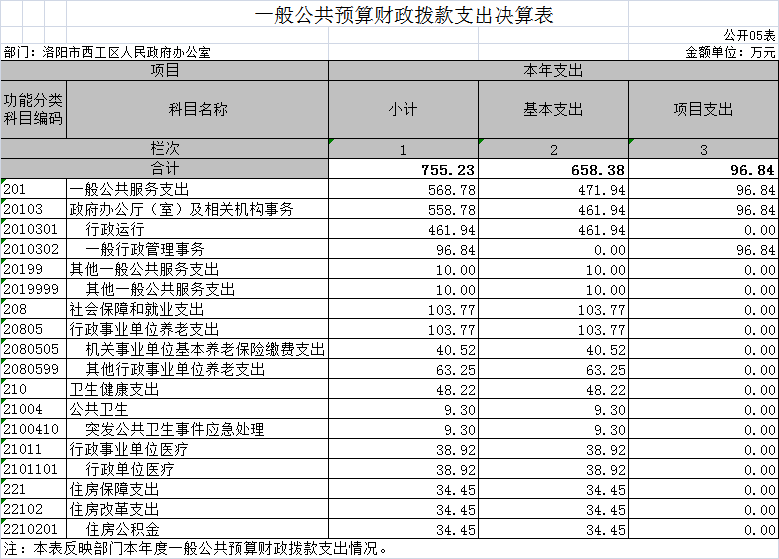 一般公共预算财政拨款支出决算表
公开05表
部门：洛阳市西工区人民政府办公室 金额单位：万元
项目 本年支出
功能分类科目编码 科目名称 小计 基本支出 项目支出
栏次 1 2 3
合计 755.23 658.38 96.84
201 一般公共服务支出 568.78 471.94 96.84
20103 政府办公厅（室）及相关机构事务 558.78 461.94 96.84
2010301 行政运行 461.94 461.94 0.00
2010302 一般行政管理事务 96.84 0.00 96.84
20199 其他一般公共服务支出 10.00 10.00 0.00
2019999 其他一般公共服务支出 10.00 10.00 0.00
208 社会保障和就业支出 103.77 103.77 0.00
20805 行政事业单位养老支出 103.77 103.77 0.00
2080505 机关事业单位基本养老保险缴费支出 40.52 40.52 0.00
2080599 其他行政事业单位养老支出 63.25 63.25 0.00
210 卫生健康支出 48.22 48.22 0.00
21004 公共卫生 9.30 9.30 0.00
2100410 突发公共卫生事件应急处理 9.30 9.30 0.00
21011 行政事业单位医疗 38.92 38.92 0.00
2101101 行政单位医疗 38.92 38.92 0.00
221 住房保障支出 34.45 34.45 0.00
22102 住房改革支出 34.45 34.45 0.00
2210201 住房公积金 34.45 34.45 0.00
注：本表反映部门本年度一般公共预算财政拨款支出情况。